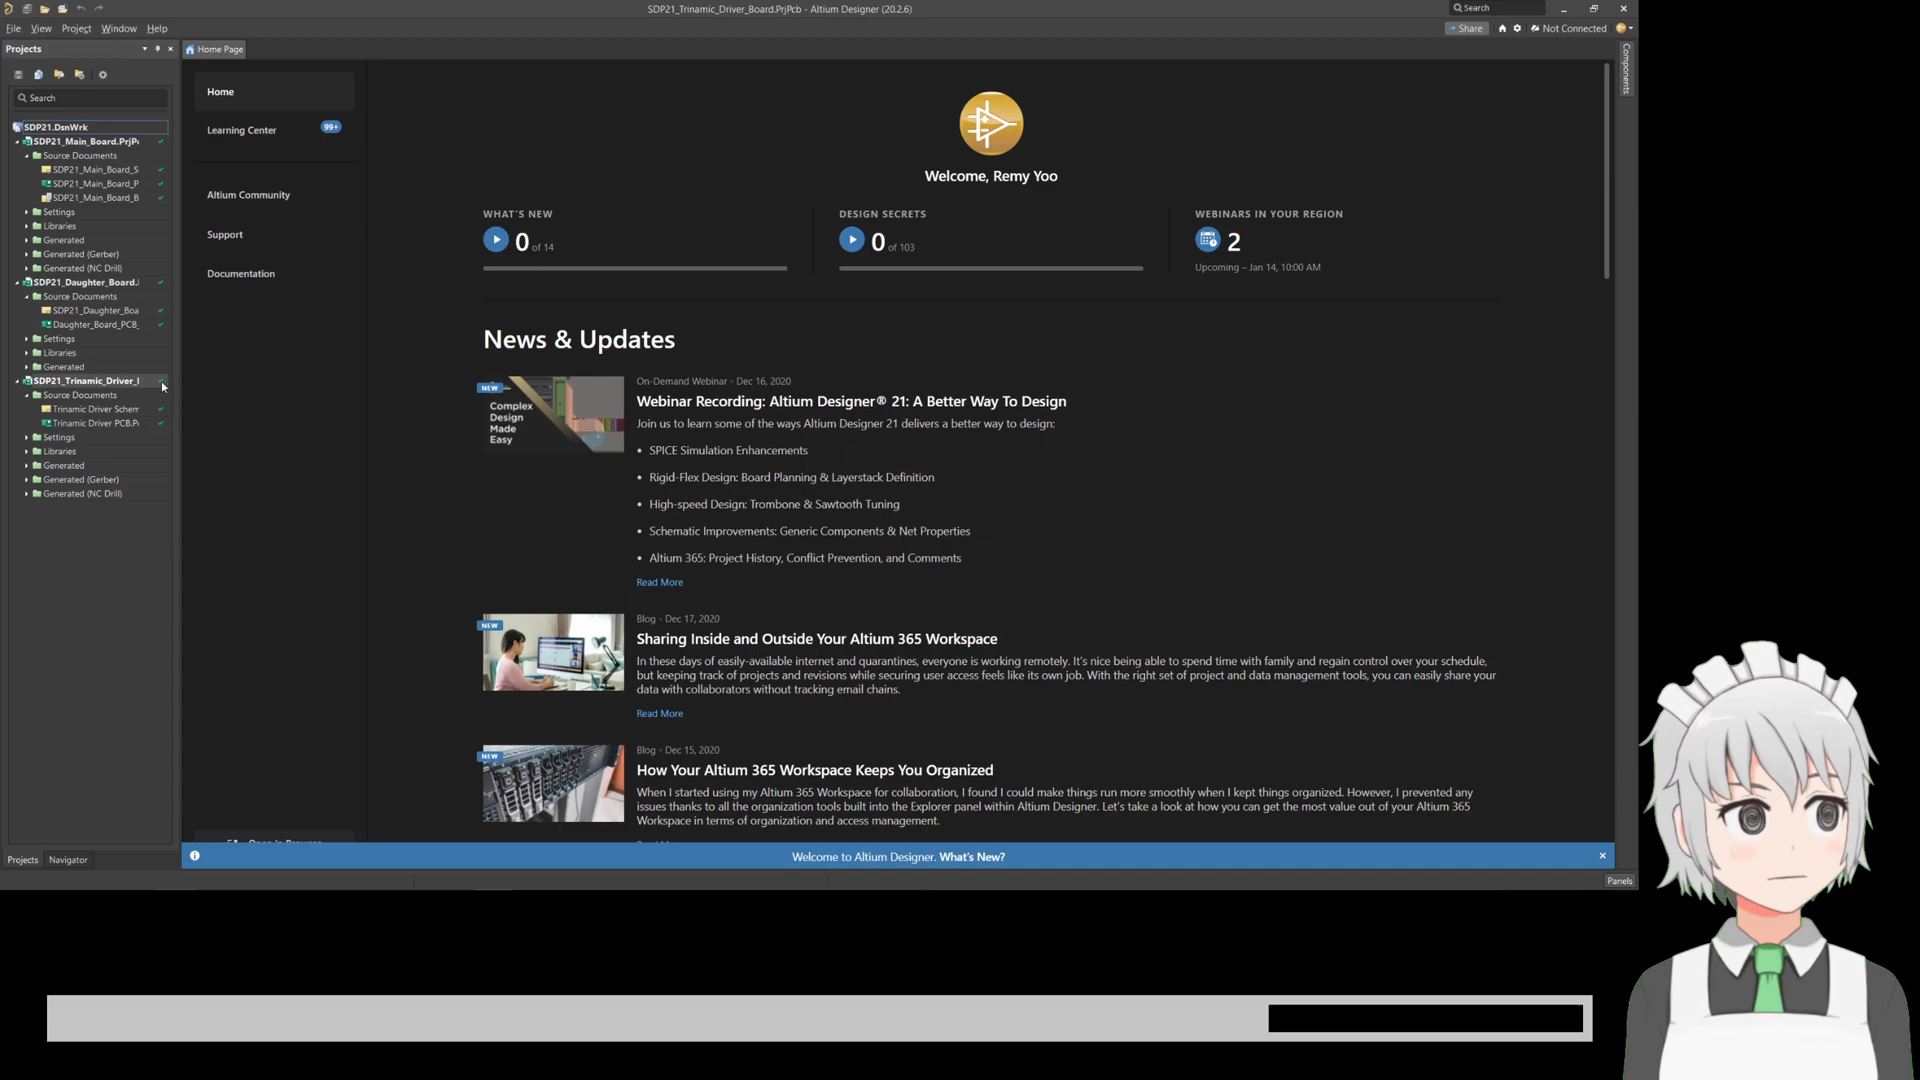 SDP21_Trinamic_Driver_Board.PrjPcb - Altium Designer (20.2.6)
Search
File View Project Window Help
Share
Not Connected
Projects
Home Page
Components
Search
Home
Learning Center 99+
Altium Community
Support
Documentation
SDP21.DsnWrk
SDP21_Main_Board.PrjP
Source Documents
SDP21_Main_Board_S
SDP21_Main_Board_P
SDP21_Main_Board_B
Settings
Libraries
Generated
Generated (Gerber)
Generated (NC Drill)
SDP21_Daughter_Board.
Source Documents
SDP21_Daughter_Boa
Daughter_Board_PCB_
Settings
Libraries
Generated
SDP21_Trinamic_Driver_
Source Documents
Trinamic Driver Schem
Trinamic Driver PCB.P
Settings
Libraries
Generated
Generated (Gerber)
Generated (NC Drill)
Welcome, Remy Yoo
WHAT'S NEW
0 of 14
DESIGN SECRETS
0 of 103
WEBINARS IN YOUR REGION
2
Upcoming – Jan 14, 10:00 AM
News & Updates
NEW
Complex
Design
Made
Easy
On-Demand Webinar - Dec 16, 2020
Webinar Recording: Altium Designer® 21: A Better Way To Design
Join us to learn some of the ways Altium Designer 21 delivers a better way to design:
• SPICE Simulation Enhancements
• Rigid-Flex Design: Board Planning & Layerstack Definition
• High-speed Design: Trombone & Sawtooth Tuning
• Schematic Improvements: Generic Components & Net Properties
• Altium 365: Project History, Conflict Prevention, and Comments
Read More
NEW
Blog - Dec 17, 2020
Sharing Inside and Outside Your Altium 365 Workspace
In these days of easily-available internet and quarantines, everyone is working remotely. It's nice being able to spend time with family and regain control over your schedule,
but keeping track of projects and revisions while securing user access feels like its own job. With the right set of project and data management tools, you can easily share your
data with collaborators without tracking email chains.
Read More
NEW
Blog - Dec 15, 2020
How Your Altium 365 Workspace Keeps You Organized
When I started using my Altium 365 Workspace for collaboration, I found I could make things run more smoothly when I kept things organized. However, I prevented any
issues thanks to all the organization tools built into the Explorer panel within Altium Designer. Let's take a look at how you can get the most value out of your Altium 365
Workspace in terms of organization and access management.
Welcome to Altium Designer. What's New?
Projects Navigator
Panels